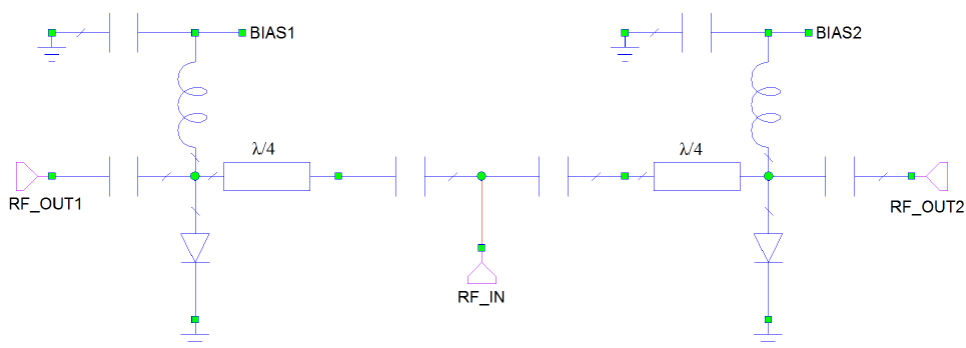 BIAS1
BIAS2
λ/4
λ/4
RF_OUT1
RF_OUT2
RF_IN